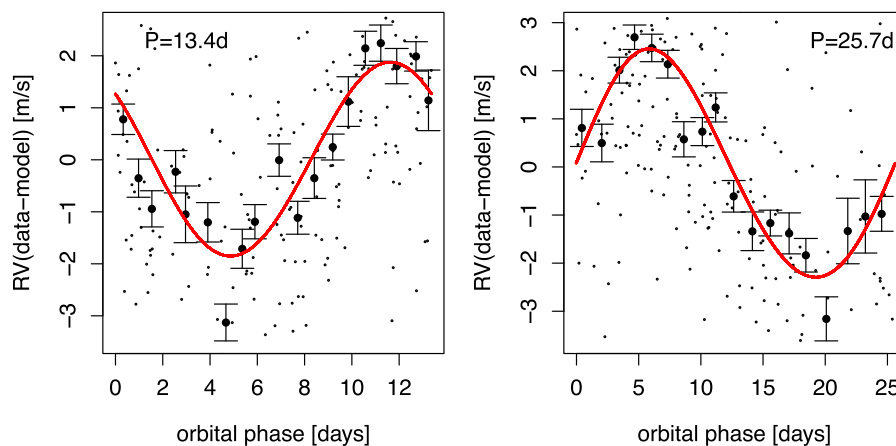 P=13.4d
RV(data−model) [m/s]
2
1
0
−1
−2
−3
0 2 4 6 8 10 12
orbital phase [days]
P=25.7d
RV(data−model) [m/s]
3
2
1
0
−1
−3
0 5 10 15 20 25
orbital phase [days]